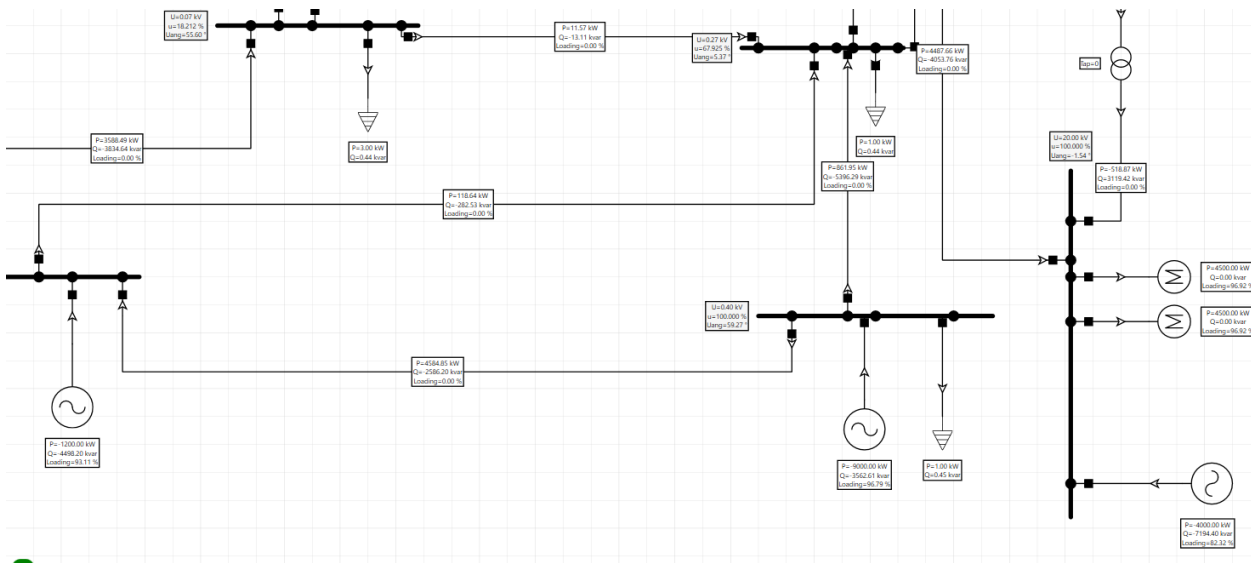 U=0.07 kV
u=18.212 %
Uang=55.60 °
P=11.57 kW
Q=-13.11 kvar
Loading=0.00 %
U=0.27 kV
u=67.925 %
Uang=5.37 °
P=4487.66 kW
Q=-4053.76 kvar
Loading=0.00 %
Tap=0
P=3588.49 kW
Q=-3834.64 kvar
Loading=0.00 %
P=3.00 kW
Q=0.44 kvar
P=1.00 kW
Q=0.44 kvar
U=20.00 kV
u=100.000 %
Uang=-1.54 °
P=861.95 kW
Q=-5396.29 kvar
Loading=0.00 %
P=-518.87 kW
Q=3119.42 kvar
Loading=0.00 %
P=118.64 kW
Q=-282.53 kvar
Loading=0.00 %
P=4500.00 kW
Q=0.00 kvar
Loading=96.92 %
U=0.40 kV
u=100.000 %
Uang=59.27 °
P=4500.00 kW
Q=0.00 kvar
Loading=96.92 %
P=4584.85 kW
Q=-2586.20 kvar
Loading=0.00 %
P=-1200.00 kW
Q=-4498.20 kvar
Loading=93.11 %
P=-9000.00 kW
Q=-3562.61 kvar
Loading=96.79 %
P=1.00 kW
Q=0.45 kvar
P=-4000.00 kW
Q=-7194.40 kvar
Loading=82.32 %